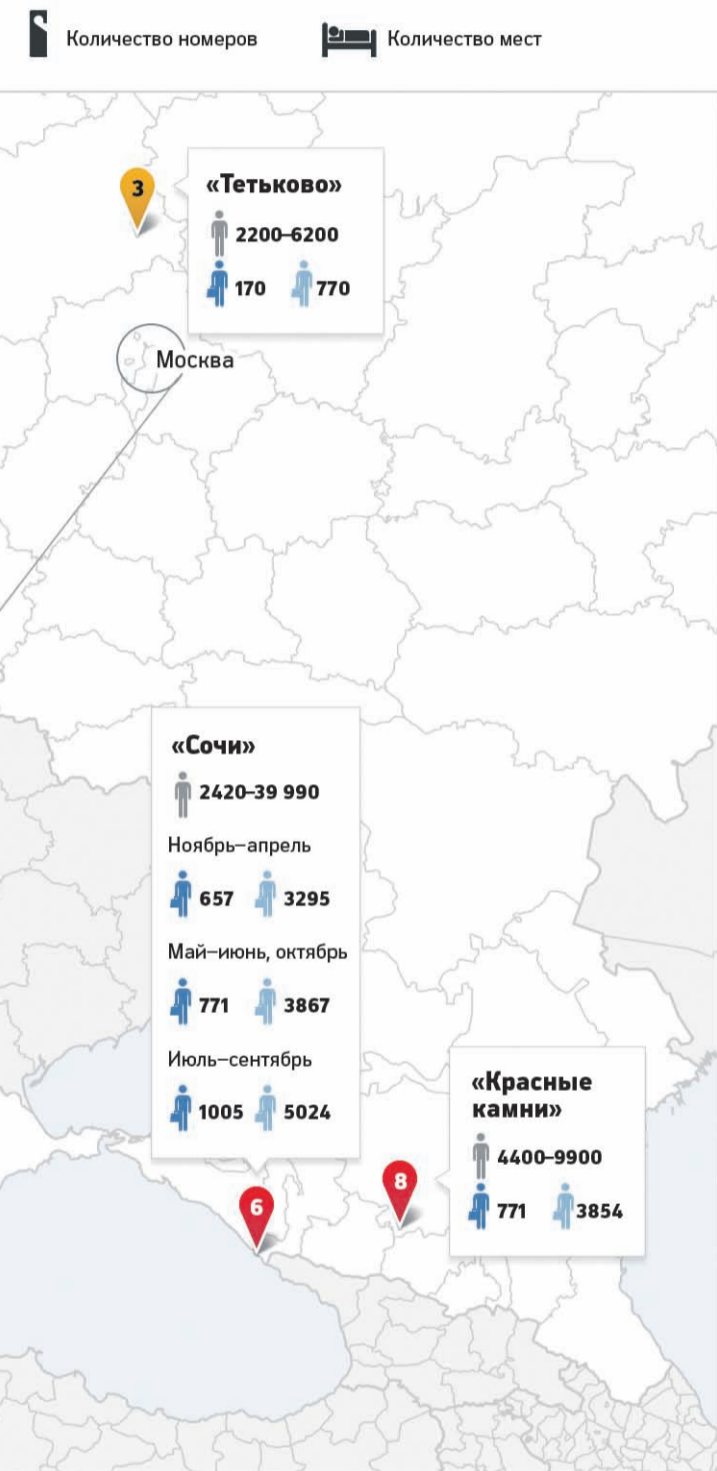 Количество номеров
Количество мест
3
«Тетьково»
2200–6200
170 770
Москва
«Сочи»
2420–39 990
Ноябрь–апрель
657 3295
Май–июнь, октябрь
771 3867
Июль–сентябрь
1005 5024
«Красные
камни»
4400–9900
771 3854
8
6